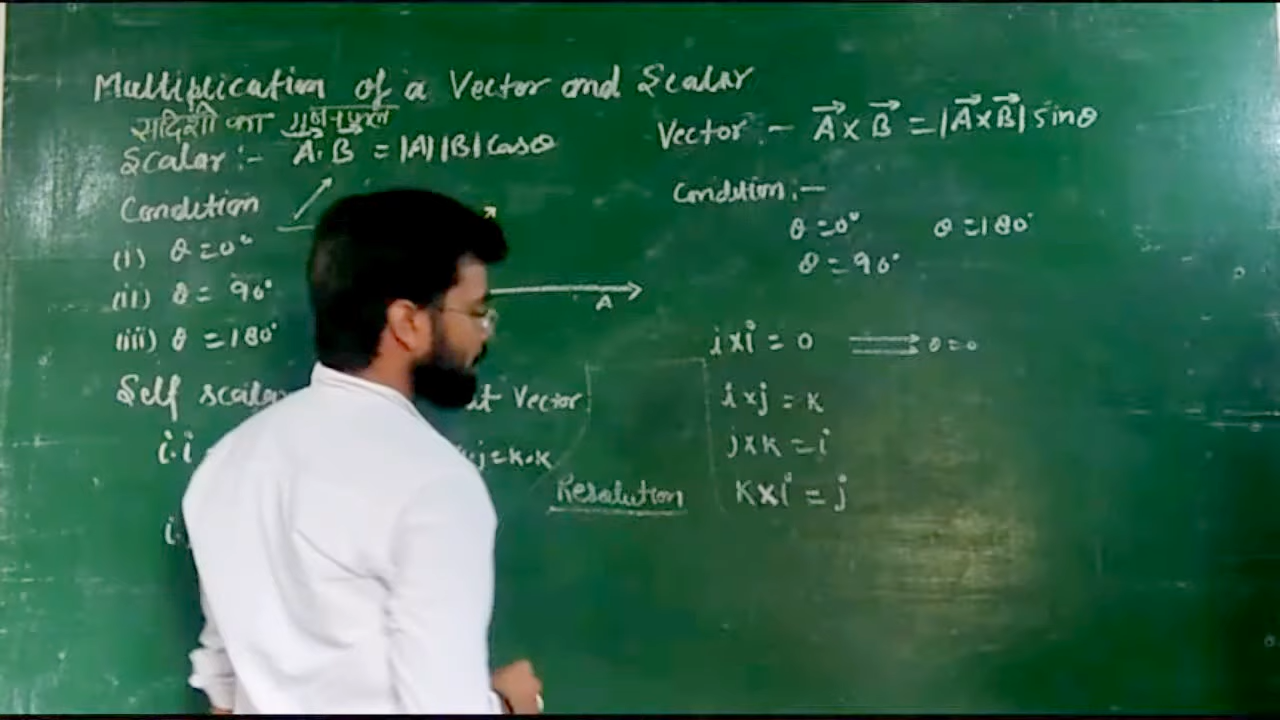 Multiplication of a Vector and Scalar
सदिशो का गुणनफल
Scalar :- A⃗ . B⃗ = |A| |B| Cosθ
Condition
(i) θ = 0°
(ii) θ = 90°
(iii) θ = 180°
A
Self scalar
Vector
i.i
j = k.k
i.
Resolution
Vector :- A⃗ × B⃗ = |A⃗ × B⃗| sinθ
Condition :-
θ = 0° θ = 180°
θ = 90°
i × i = 0 ⟹ θ = 0
i × j = k
j × k = i
k × i = j